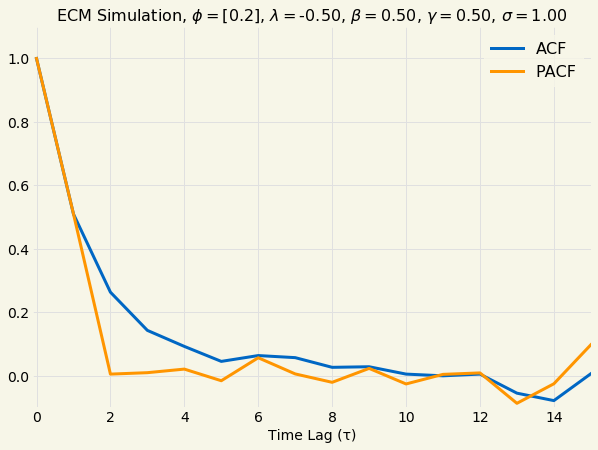 ECM Simulation, ϕ = [0.2], λ = -0.50, β = 0.50, γ = 0.50, σ = 1.00
ACF
PACF
1.0
0.8
0.6
0.4
0.2
0.0
0 2 4 6 8 10 12 14
Time Lag (τ)